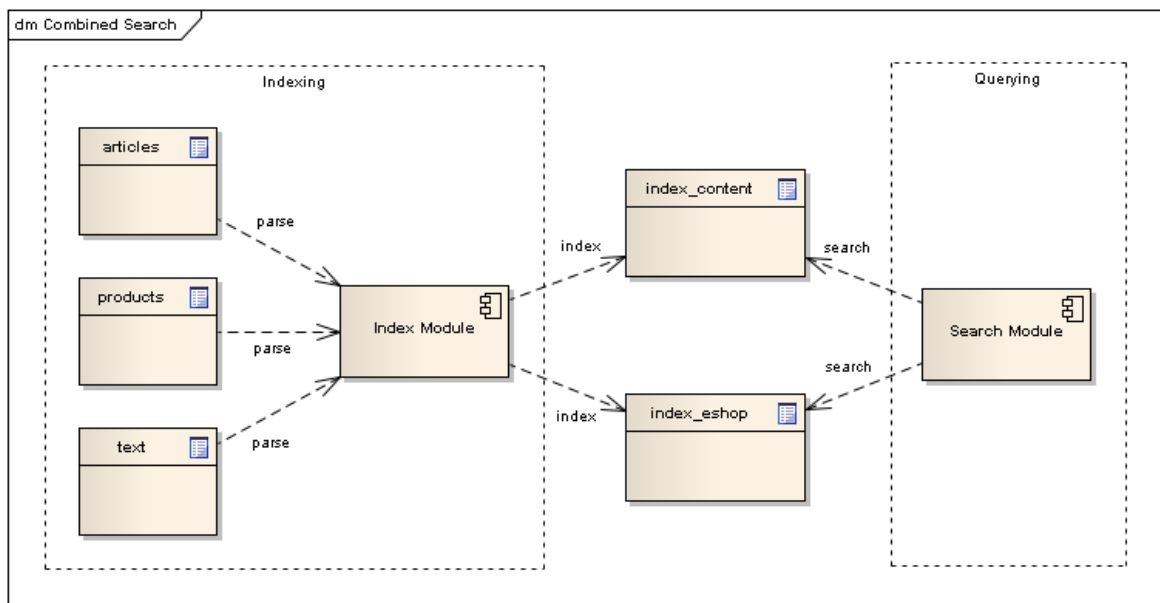 dm Combined Search
Indexing
Querying
articles
parse
products
parse
text
parse
Index Module
index
index
index_content
index_eshop
search
search
Search Module